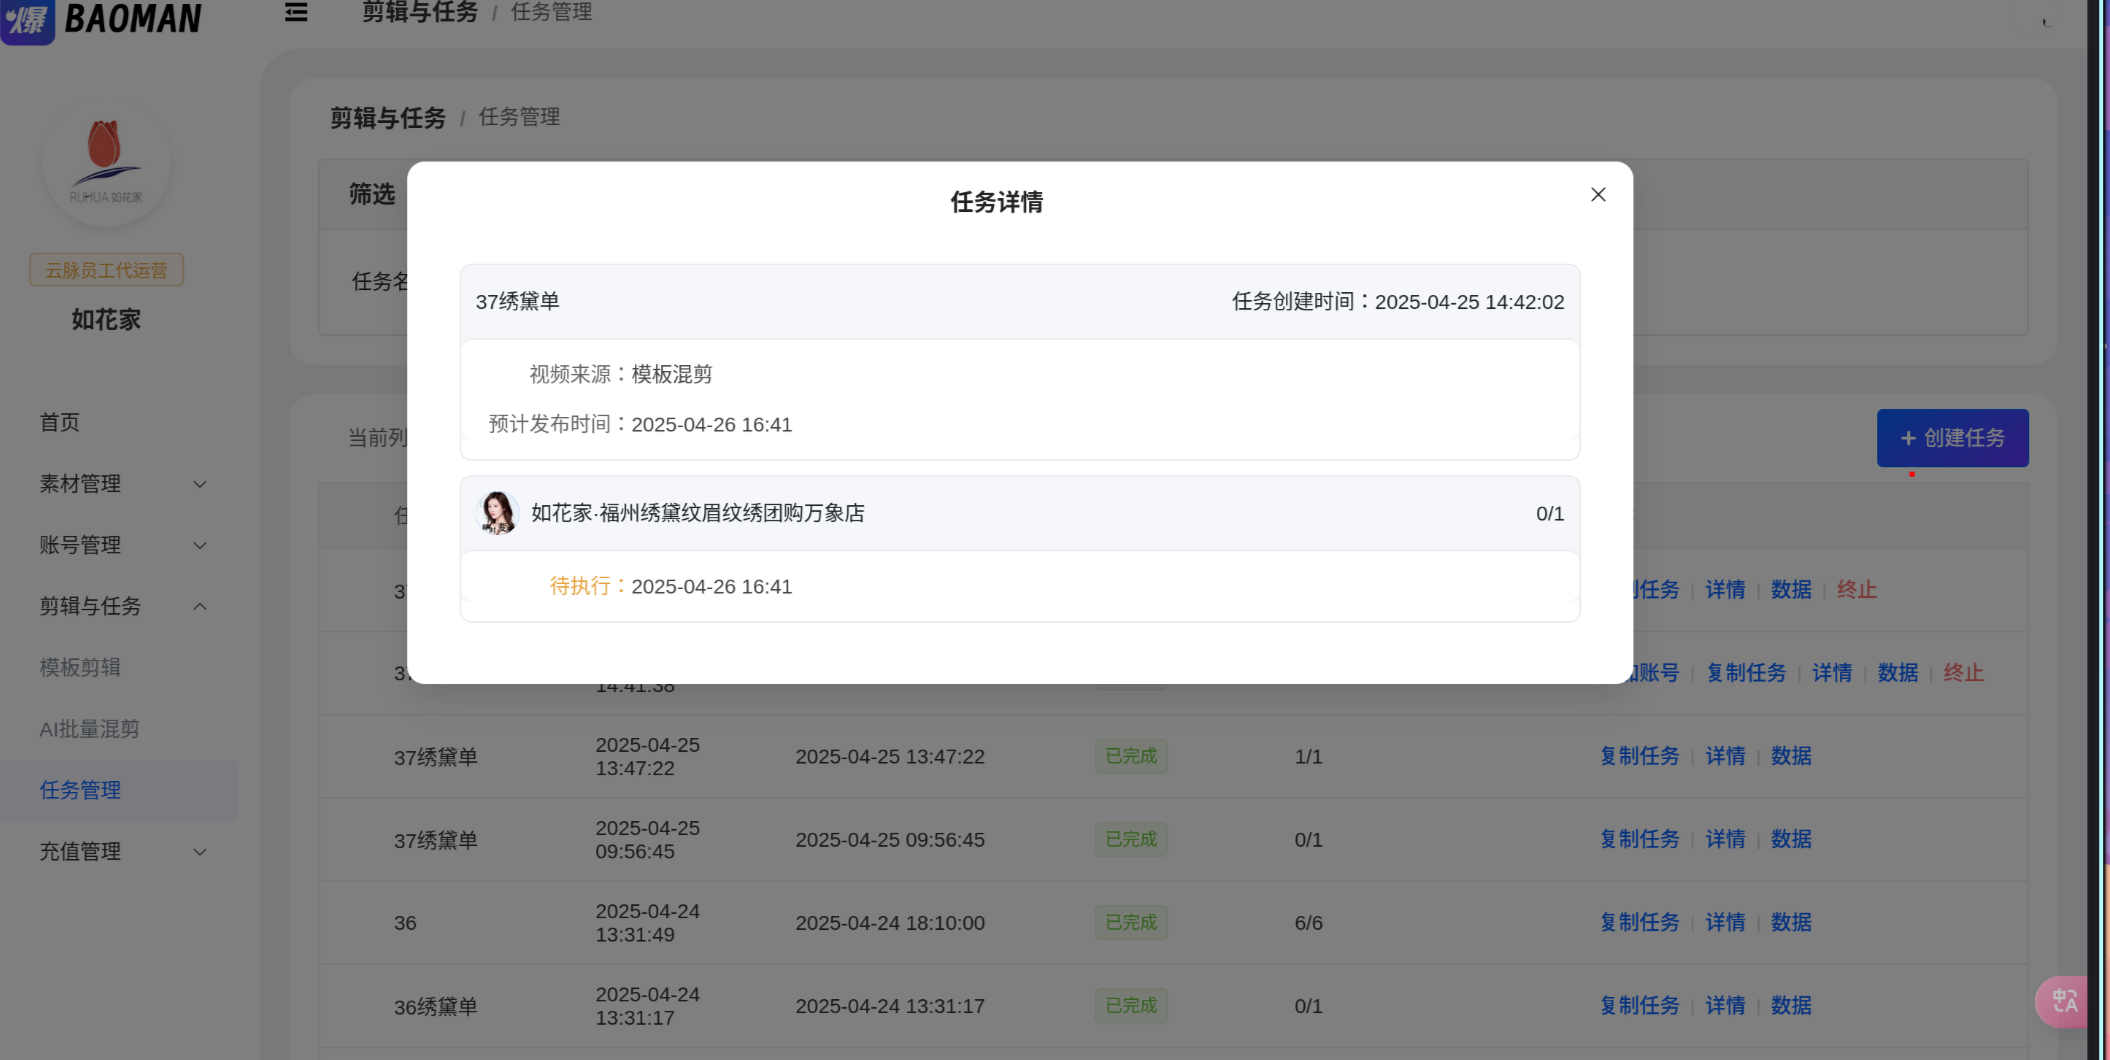 爆 BAOMAN
剪辑与任务 / 任务管理
RUHUA 如花家
云脉员工代运营
如花家
首页
素材管理
账号管理
剪辑与任务
模板剪辑
AI批量混剪
任务管理
充值管理
剪辑与任务 / 任务管理
筛选
任务名
当前列
+ 创建任务
任务详情
37绣黛单 任务创建时间：2025-04-25 14:42:02
视频来源：模板混剪
预计发布时间：2025-04-26 16:41
如花家·福州绣黛纹眉纹绣团购万象店 0/1
待执行：2025-04-26 16:41
制任务 | 详情 | 数据 | 终止
14:41:38 加账号 | 复制任务 | 详情 | 数据 | 终止
37绣黛单 2025-04-25 13:47:22 2025-04-25 13:47:22 已完成 1/1 复制任务 | 详情 | 数据
37绣黛单 2025-04-25 09:56:45 2025-04-25 09:56:45 已完成 0/1 复制任务 | 详情 | 数据
36 2025-04-24 13:31:49 2025-04-24 18:10:00 已完成 6/6 复制任务 | 详情 | 数据
36绣黛单 2025-04-24 13:31:17 2025-04-24 13:31:17 已完成 0/1 复制任务 | 详情 | 数据